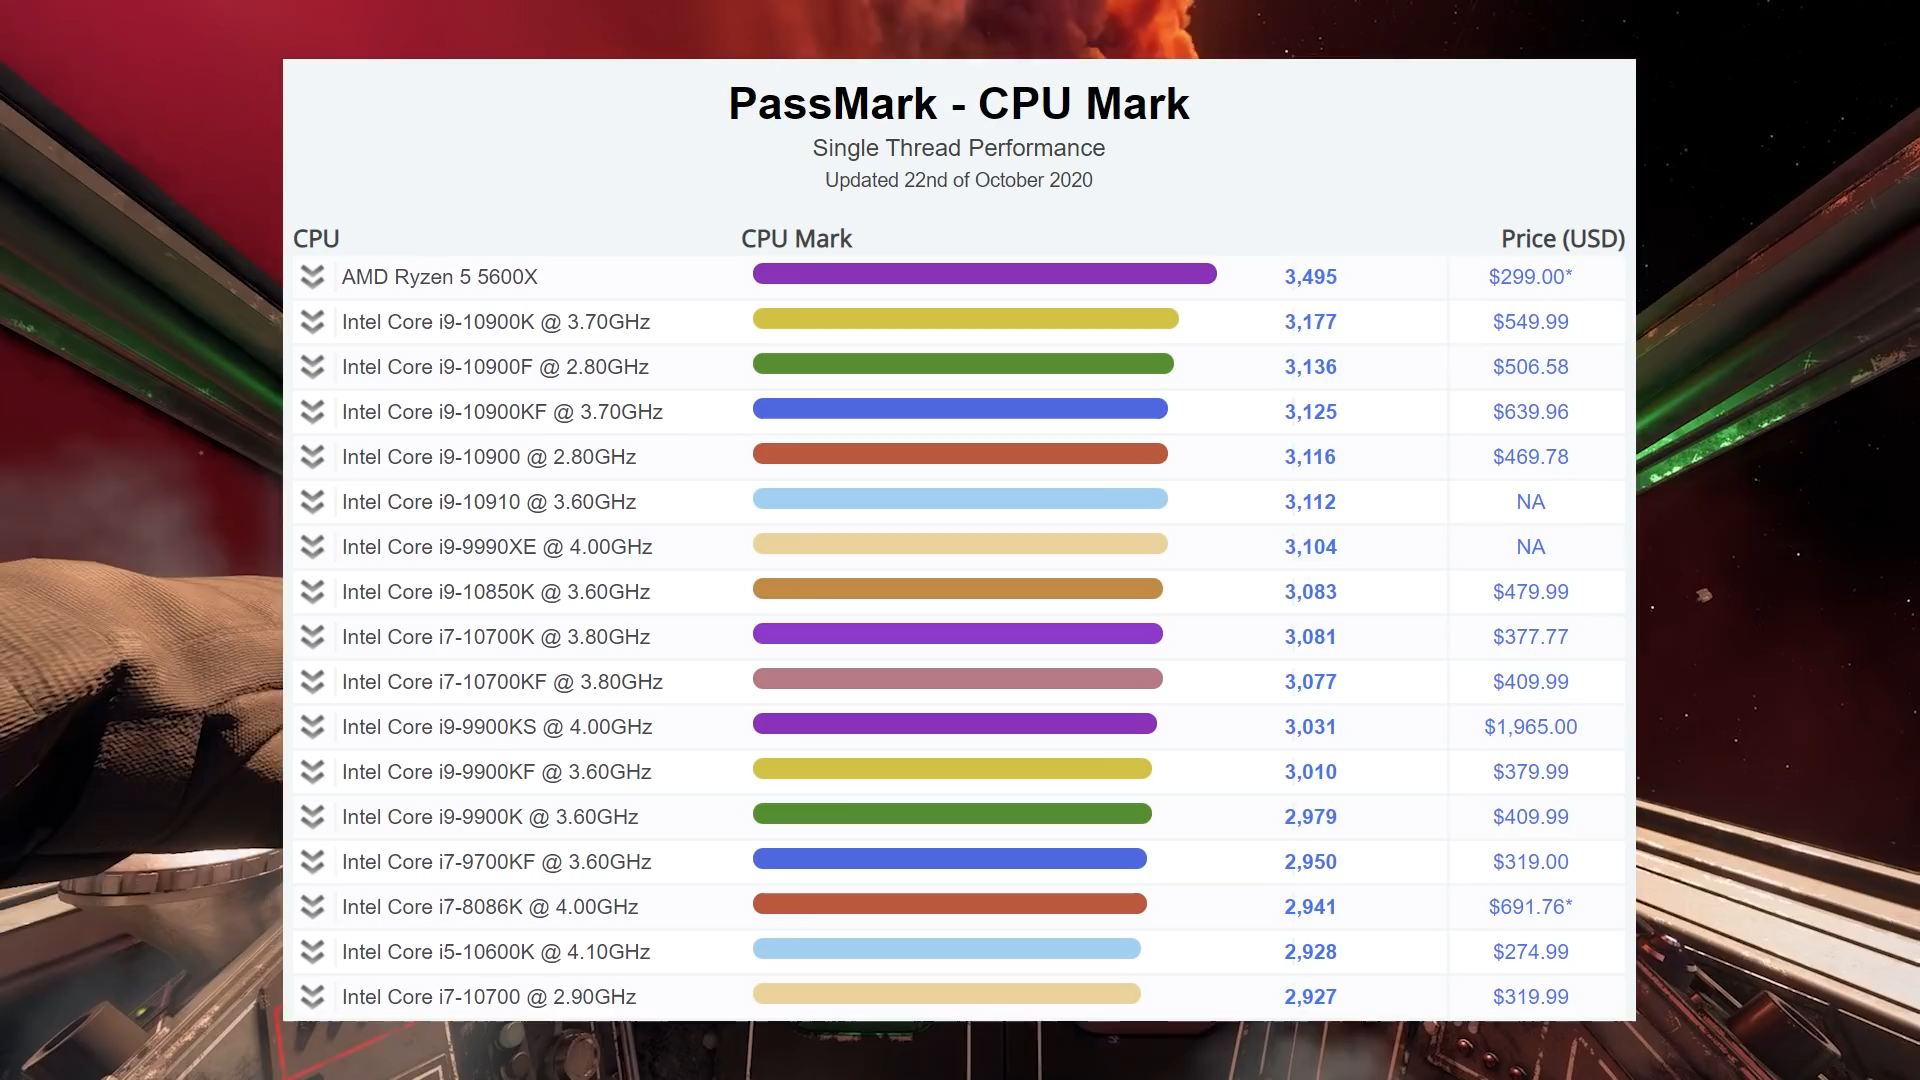 PassMark - CPU Mark
Single Thread Performance
Updated 22nd of October 2020
CPU CPU Mark Price (USD)
AMD Ryzen 5 5600X 3,495 $299.00*
Intel Core i9-10900K @ 3.70GHz 3,177 $549.99
Intel Core i9-10900F @ 2.80GHz 3,136 $506.58
Intel Core i9-10900KF @ 3.70GHz 3,125 $639.96
Intel Core i9-10900 @ 2.80GHz 3,116 $469.78
Intel Core i9-10910 @ 3.60GHz 3,112 NA
Intel Core i9-9990XE @ 4.00GHz 3,104 NA
Intel Core i9-10850K @ 3.60GHz 3,083 $479.99
Intel Core i7-10700K @ 3.80GHz 3,081 $377.77
Intel Core i7-10700KF @ 3.80GHz 3,077 $409.99
Intel Core i9-9900KS @ 4.00GHz 3,031 $1,965.00
Intel Core i9-9900KF @ 3.60GHz 3,010 $379.99
Intel Core i9-9900K @ 3.60GHz 2,979 $409.99
Intel Core i7-9700KF @ 3.60GHz 2,950 $319.00
Intel Core i7-8086K @ 4.00GHz 2,941 $691.76*
Intel Core i5-10600K @ 4.10GHz 2,928 $274.99
Intel Core i7-10700 @ 2.90GHz 2,927 $319.99